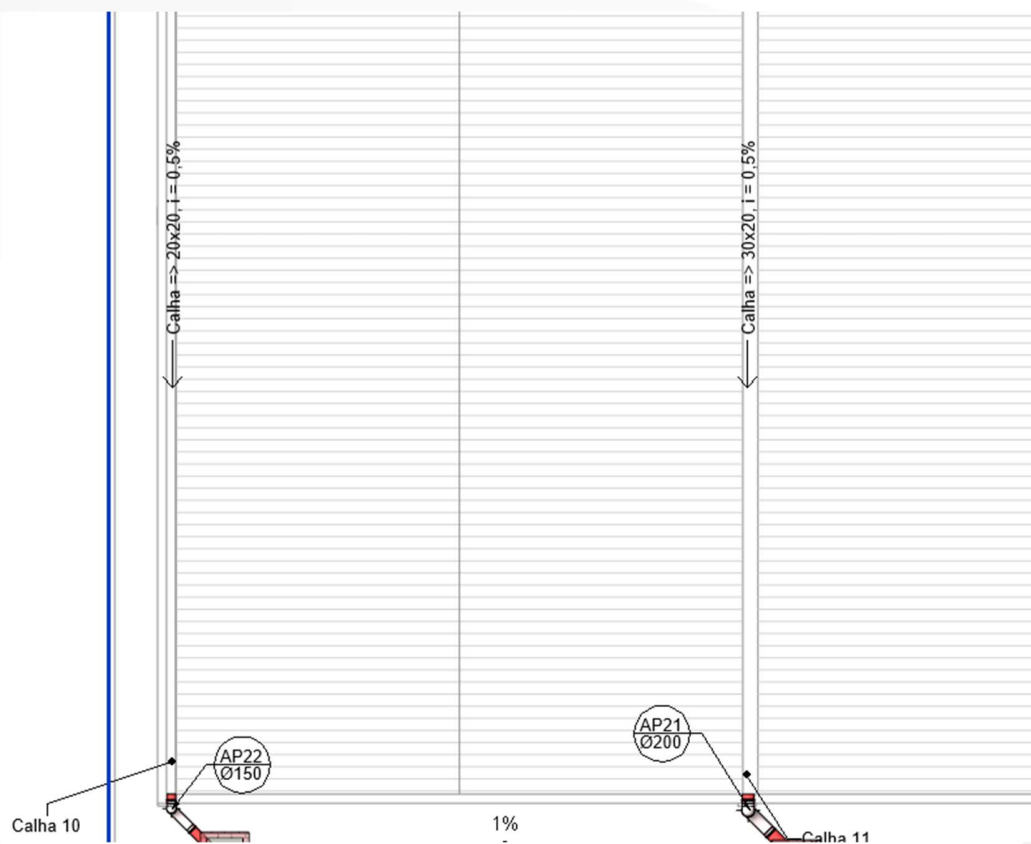 Calha => 20x20, i = 0,5%
Calha => 30x20, i = 0,5%
AP21
Ø200
AP22
Ø150
Calha 10
1%
Calha 11